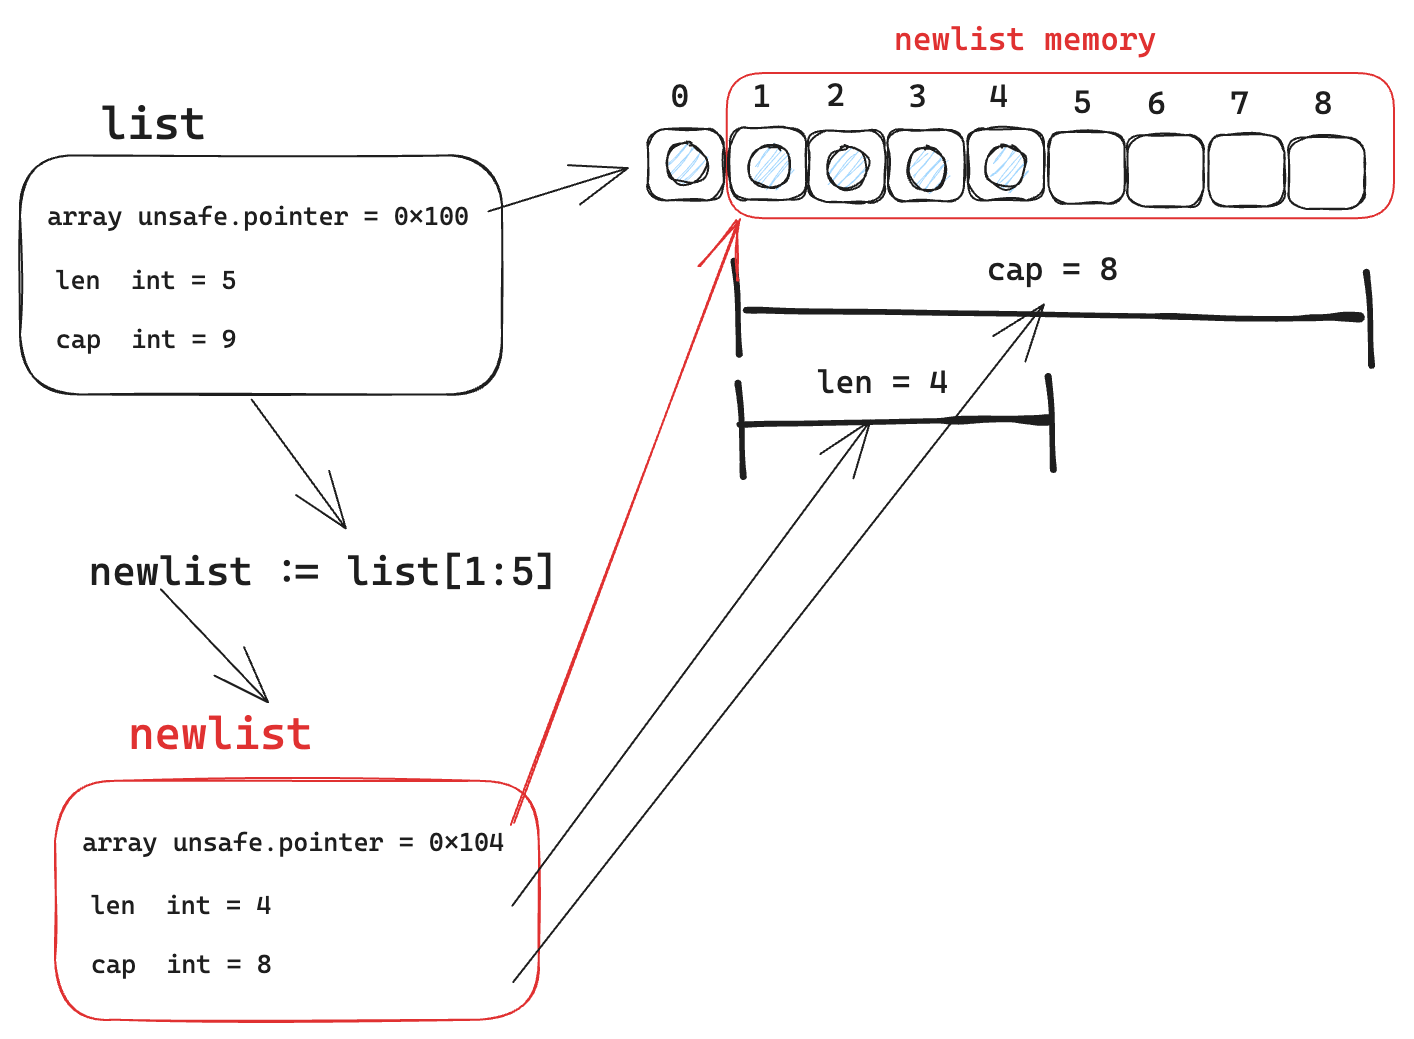 newlist memory
0 1 2 3 4 5 6 7 8
list
array unsafe.pointer = 0×100
len int = 5
cap int = 9
cap = 8
len = 4
newlist := list[1:5]
newlist
array unsafe.pointer = 0×104
len int = 4
cap int = 8